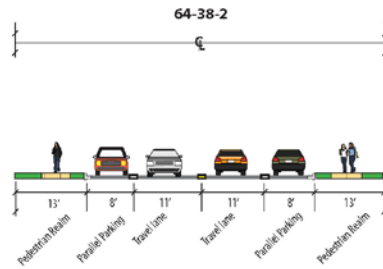 64-38-2
℄
13' 8' 11' 11' 8' 13'
Pedestrian Realm
Parallel Parking
Travel lane
Travel lane
Parallel Parking
Pedestrian Realm